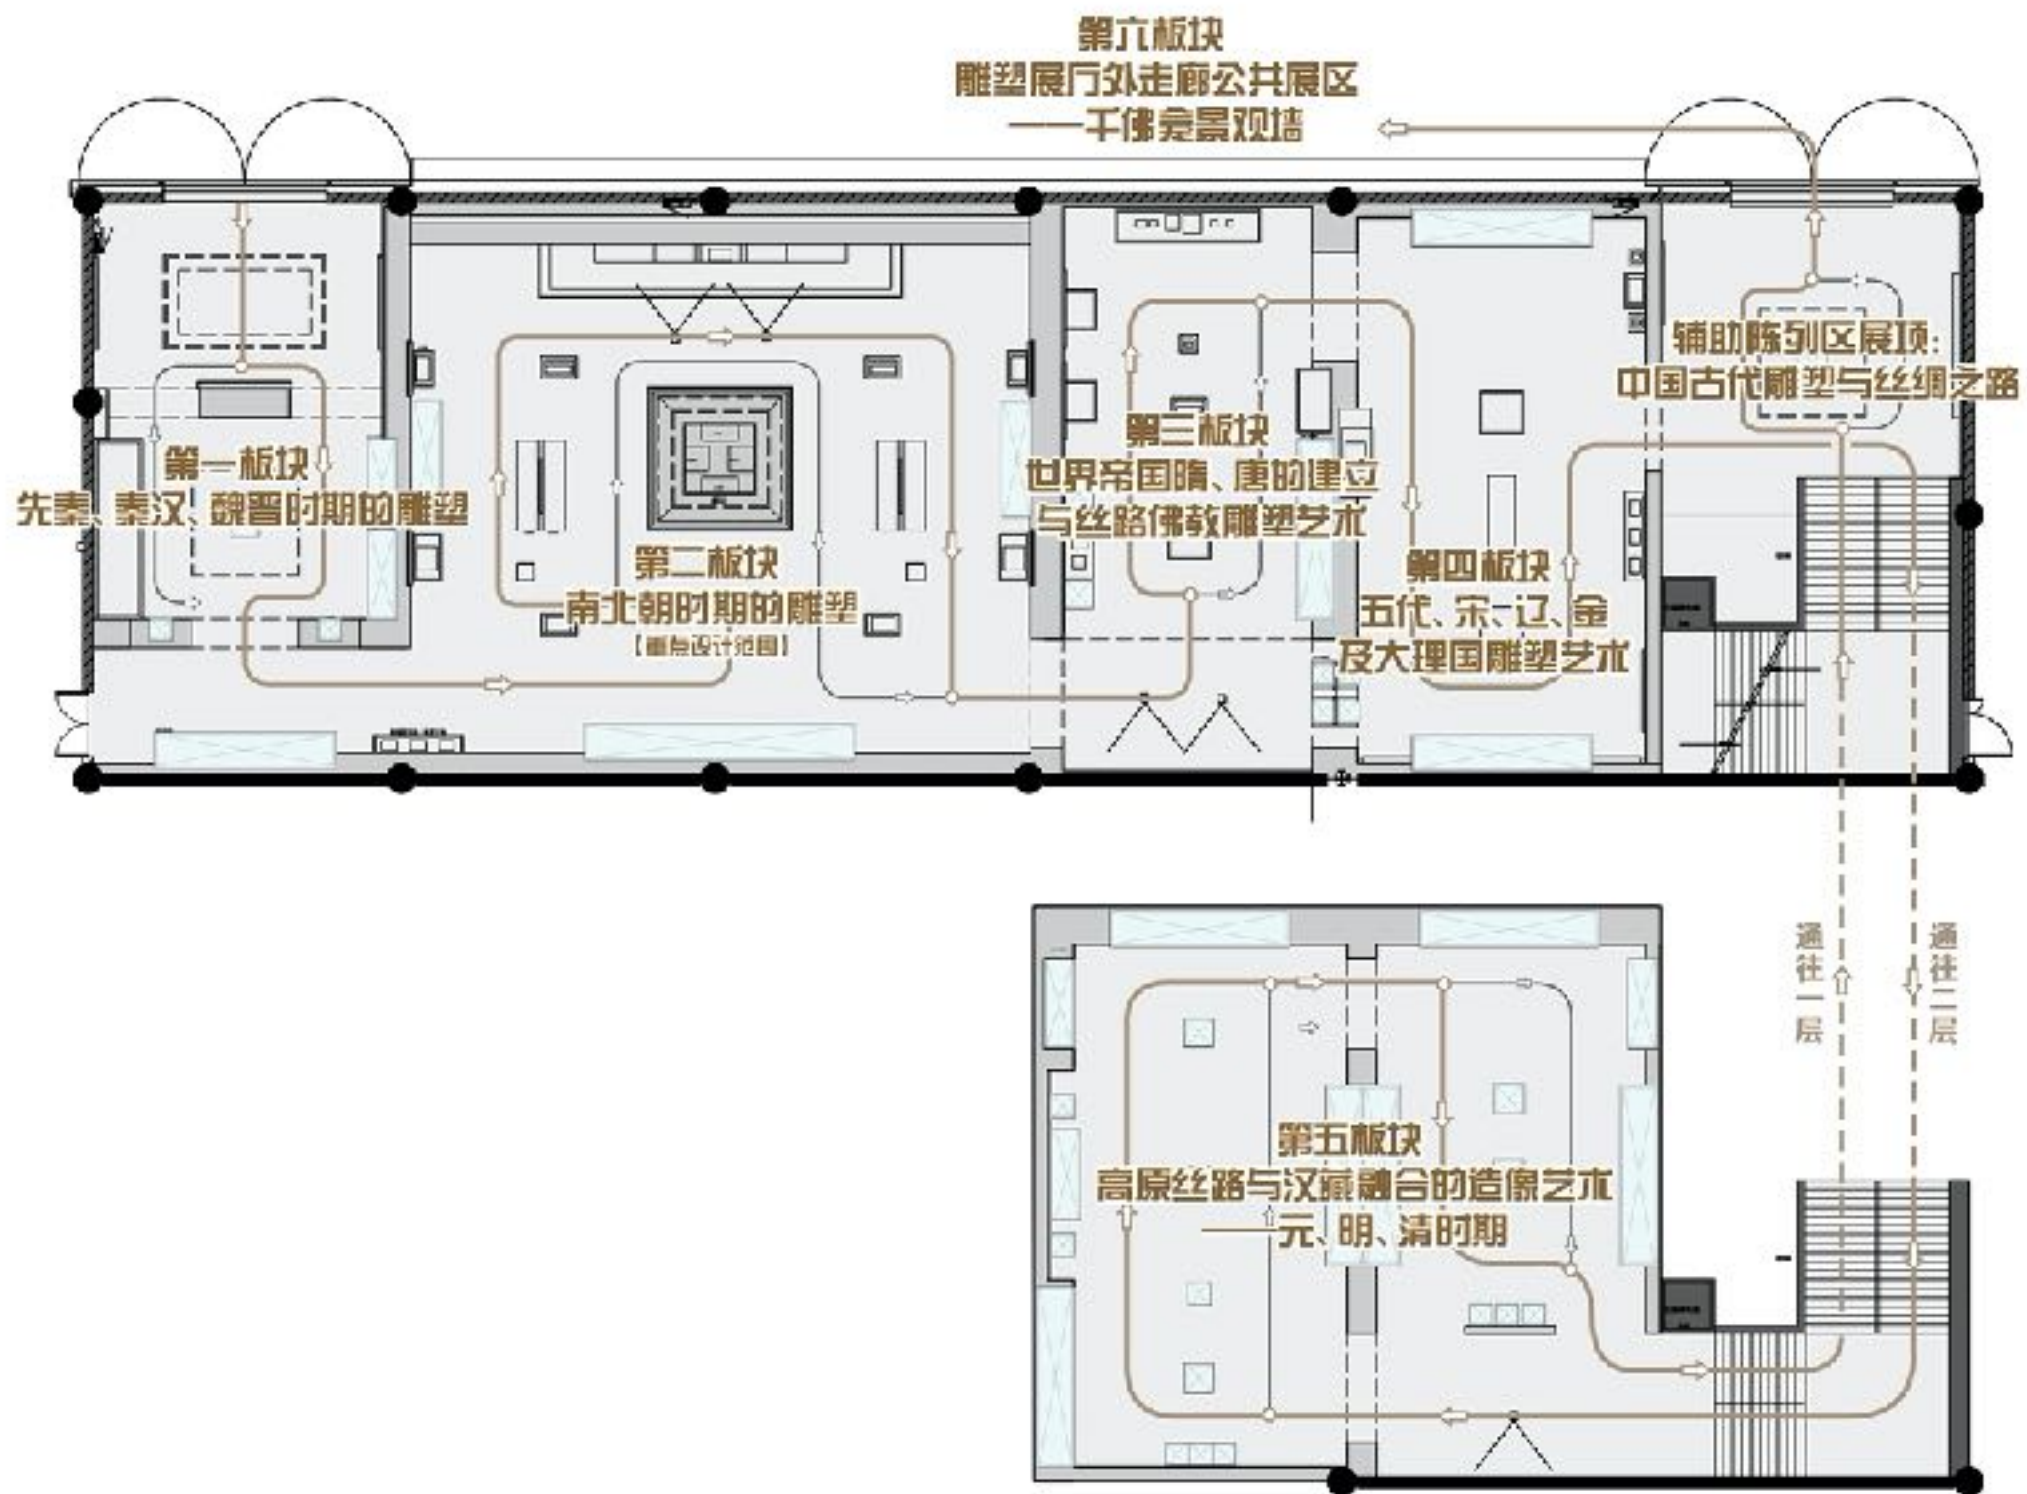 第六板块
雕塑展厅外走廊公共展区
——千佛龛景观墙
辅助陈列区展项:
中国古代雕塑与丝绸之路
第一板块
先秦、秦汉、魏晋时期的雕塑
第二板块
南北朝时期的雕塑
【重点设计范围】
第三板块
世界帝国隋、唐的建立
与丝路佛教雕塑艺术
第四板块
五代、宋-辽、金
及大理国雕塑艺术
通往一层
通往二层
第五板块
高原丝路与汉藏融合的造像艺术
——元、明、清时期